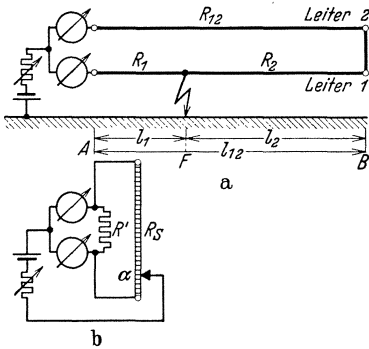 R12 Leiter 2
R1 R2 Leiter 1
l1 l2
A F l12 B
a
R' RS
α
b